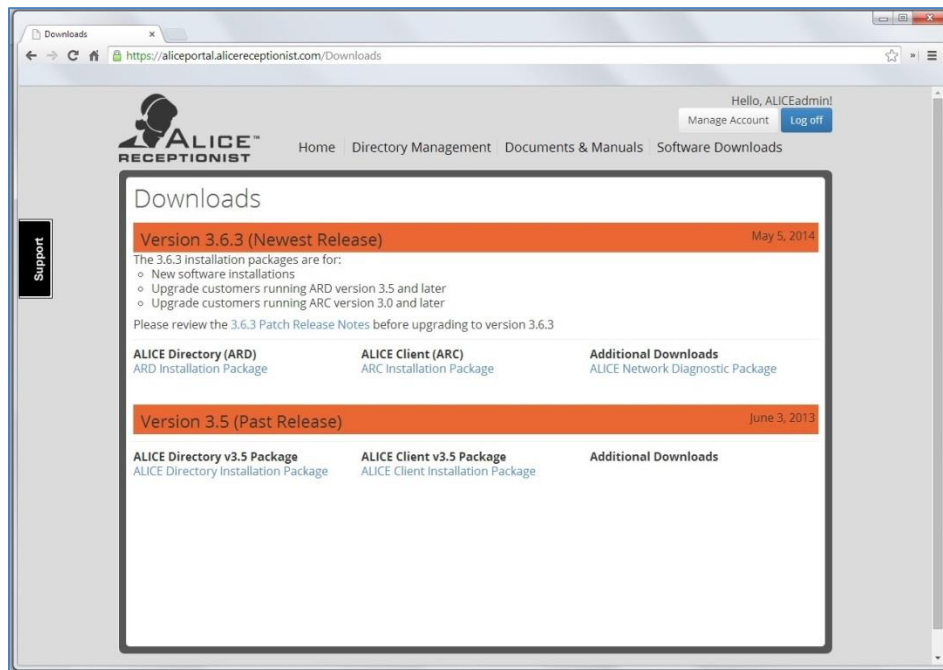 Downloads
https://aliceportal.alicereceptionist.com/Downloads
Hello, ALICEadmin!
Manage Account Log off
ALICE™
RECEPTIONIST
Home Directory Management Documents & Manuals Software Downloads
Support
Downloads
Version 3.6.3 (Newest Release) May 5, 2014
The 3.6.3 installation packages are for:
New software installations
Upgrade customers running ARD version 3.5 and later
Upgrade customers running ARC version 3.0 and later
Please review the 3.6.3 Patch Release Notes before upgrading to version 3.6.3
ALICE Directory (ARD) ALICE Client (ARC) Additional Downloads
ARD Installation Package ARC Installation Package ALICE Network Diagnostic Package
Version 3.5 (Past Release) June 3, 2013
ALICE Directory v3.5 Package ALICE Client v3.5 Package Additional Downloads
ALICE Directory Installation Package ALICE Client Installation Package